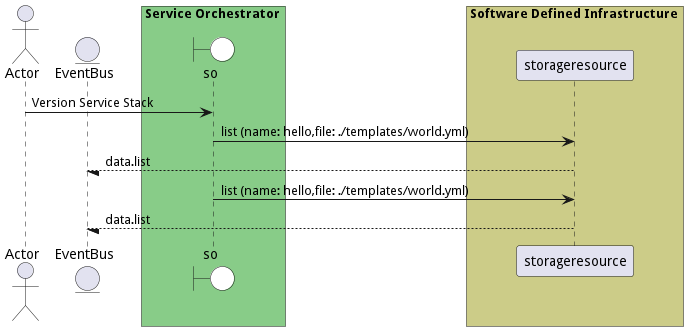 Service Orchestrator
Software Defined Infrastructure
Actor
EventBus
so
storageresource
Version Service Stack
list (name: hello,file: ./templates/world.yml)
data.list
list (name: hello,file: ./templates/world.yml)
data.list
Actor
EventBus
so
storageresource